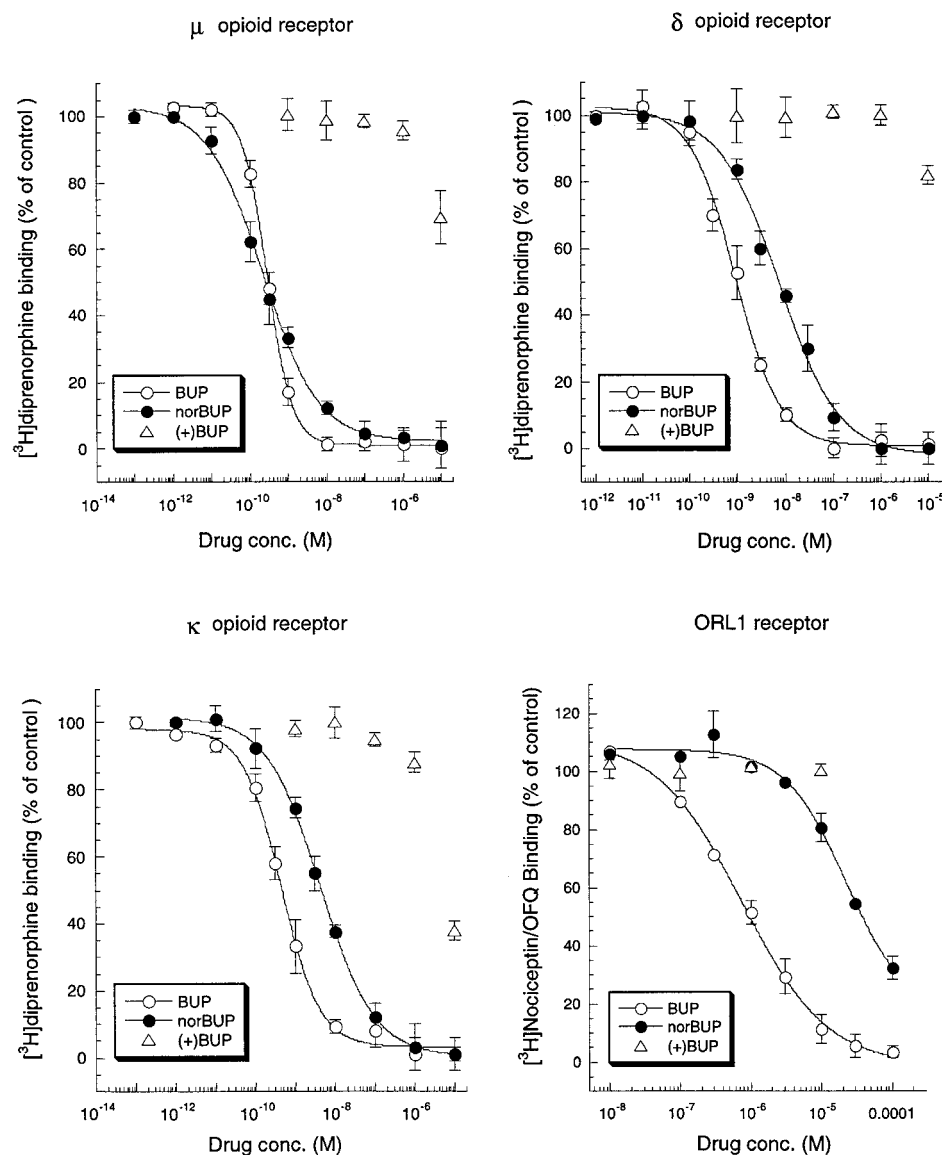 μ opioid receptor
[³H]diprenorphine binding (% of control )
100
80
60
40
20
0
BUP
norBUP
(+)BUP
10⁻¹⁴ 10⁻¹² 10⁻¹⁰ 10⁻⁸ 10⁻⁶
Drug conc. (M)
δ opioid receptor
[³H]diprenorphine binding (% of control )
100
80
60
40
20
0
BUP
norBUP
(+)BUP
10⁻¹² 10⁻¹¹ 10⁻¹⁰ 10⁻⁹ 10⁻⁸ 10⁻⁷ 10⁻⁶ 10⁻⁵
Drug conc. (M)
κ opioid receptor
[³H]diprenorphine binding (% of control )
100
80
60
40
20
0
BUP
norBUP
(+)BUP
10⁻¹⁴ 10⁻¹² 10⁻¹⁰ 10⁻⁸ 10⁻⁶
Drug conc. (M)
ORL1 receptor
[³H]Nociceptin/OFQ Binding (% of control)
120
100
80
60
40
20
0
BUP
norBUP
(+)BUP
10⁻⁸ 10⁻⁷ 10⁻⁶ 10⁻⁵ 0.0001
Drug conc. (M)